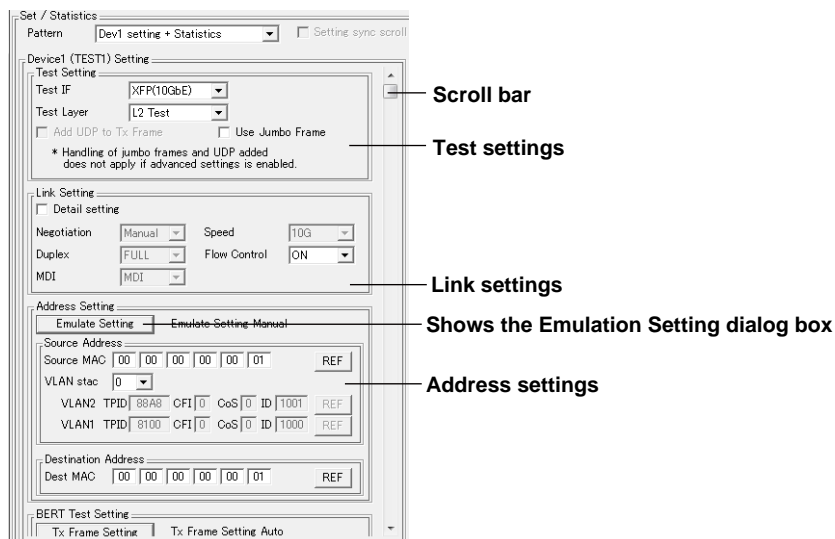 Set / Statistics
Pattern Dev1 setting + Statistics Setting sync scroll
Device1 (TEST1) Setting
Test Setting
Test IF XFP(10GbE)
Scroll bar
Test Layer L2 Test
Add UDP to Tx Frame Use Jumbo Frame
Test settings
* Handling of jumbo frames and UDP added
does not apply if advanced settings is enabled.
Link Setting
Detail setting
Negotiation Manual Speed 10G
Duplex FULL Flow Control ON
MDI MDI
Link settings
Address Setting
Emulate Setting Emulate Setting Manual
Shows the Emulation Setting dialog box
Source Address
Source MAC 00 00 00 00 00 01 REF
VLAN stac 0
Address settings
VLAN2 TPID 88A8 CFI 0 CoS 0 ID 1001 REF
VLAN1 TPID 8100 CFI 0 CoS 0 ID 1000 REF
Destination Address
Dest MAC 00 00 00 00 00 01 REF
BERT Test Setting
Tx Frame Setting Tx Frame Setting Auto